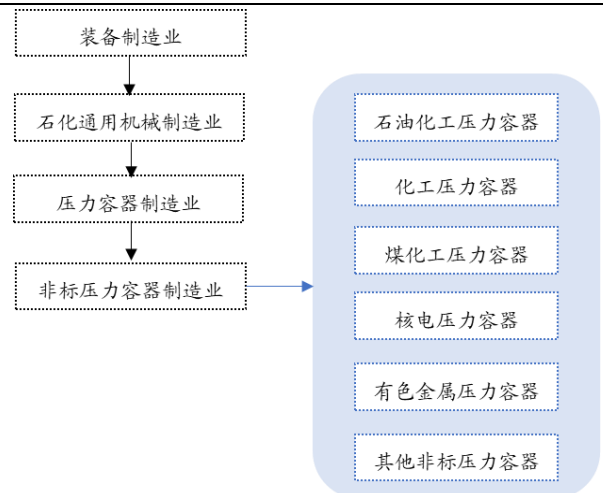 装备制造业
石化通用机械制造业
压力容器制造业
非标压力容器制造业
石油化工压力容器
化工压力容器
煤化工压力容器
核电压力容器
有色金属压力容器
其他非标压力容器